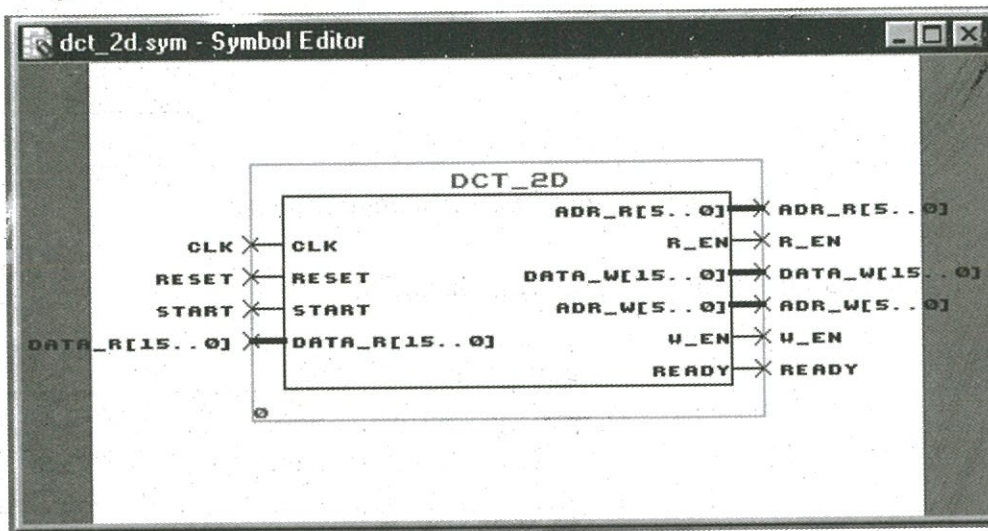 dct_2d.sym - Symbol Editor
DCT_2D
ADR_R[5..0] ADR_R[5..0]
CLK CLK R_EN R_EN
RESET RESET DATA_W[15..0] DATA_W[15..0]
START START ADR_W[5..0] ADR_W[5..0]
DATA_R[15..0] DATA_R[15..0] W_EN W_EN
READY READY
0